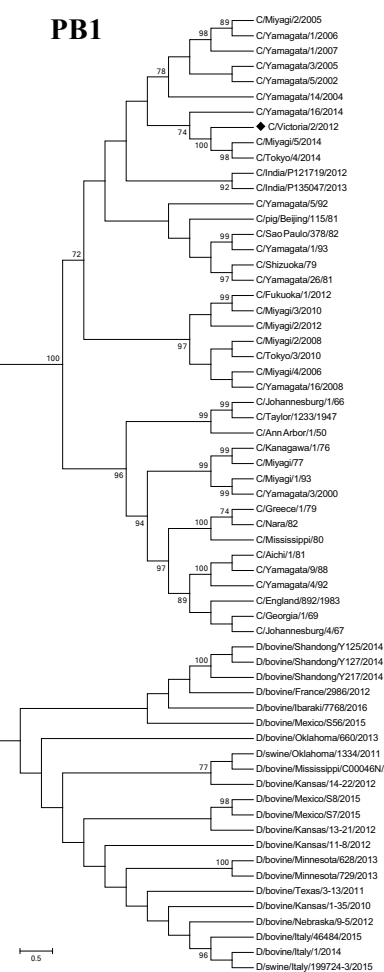 PB1
89
C/Miyagi/2/2005
98
C/Yamagata/1/2006
C/Yamagata/1/2007
C/Yamagata/3/2005
78
C/Yamagata/5/2002
C/Yamagata/14/2004
C/Yamagata/16/2014
74
C/Victoria/2/2012
100
C/Miyagi/5/2014
98
C/Tokyo/4/2014
C/India/P121719/2012
92
C/India/P135047/2013
C/Yamagata/5/92
C/pig/Beijing/115/81
99
C/Sao Paulo/378/82
C/Yamagata/1/93
72
C/Shizuoka/79
97
C/Yamagata/26/81
99
C/Fukuoka/1/2012
C/Miyagi/3/2010
C/Miyagi/2/2012
97
C/Miyagi/2/2008
C/Tokyo/3/2010
100
C/Miyagi/4/2006
C/Yamagata/16/2008
99
C/Johannesburg/1/66
99
C/Taylor/1233/1947
C/Ann Arbor/1/50
96
99
C/Kanagawa/1/76
99
C/Miyagi/77
C/Miyagi/1/93
99
C/Yamagata/3/2000
94
74
C/Greece/1/79
100
C/Nara/82
C/Mississippi/80
97
C/Aichi/1/81
100
C/Yamagata/9/88
C/Yamagata/4/92
89
C/England/892/1983
C/Georgia/1/69
C/Johannesburg/4/67
D/bovine/Shandong/Y125/2014
100
D/bovine/Shandong/Y127/2014
D/bovine/Shandong/Y217/2014
D/bovine/France/2986/2012
D/bovine/Ibaraki/7768/2016
D/bovine/Mexico/S56/2015
D/bovine/Oklahoma/660/2013
D/swine/Oklahoma/1334/2011
77
D/bovine/Mississippi/C00046N/
D/bovine/Kansas/14-22/2012
98
D/bovine/Mexico/S8/2015
D/bovine/Mexico/S7/2015
D/bovine/Kansas/13-21/2012
D/bovine/Kansas/11-8/2012
100
D/bovine/Minnesota/628/2013
D/bovine/Minnesota/729/2013
D/bovine/Texas/3-13/2011
D/bovine/Kansas/1-35/2010
D/bovine/Nebraska/9-5/2012
D/bovine/Italy/46484/2015
D/bovine/Italy/1/2014
96
D/swine/Italy/199724-3/2015
0.5